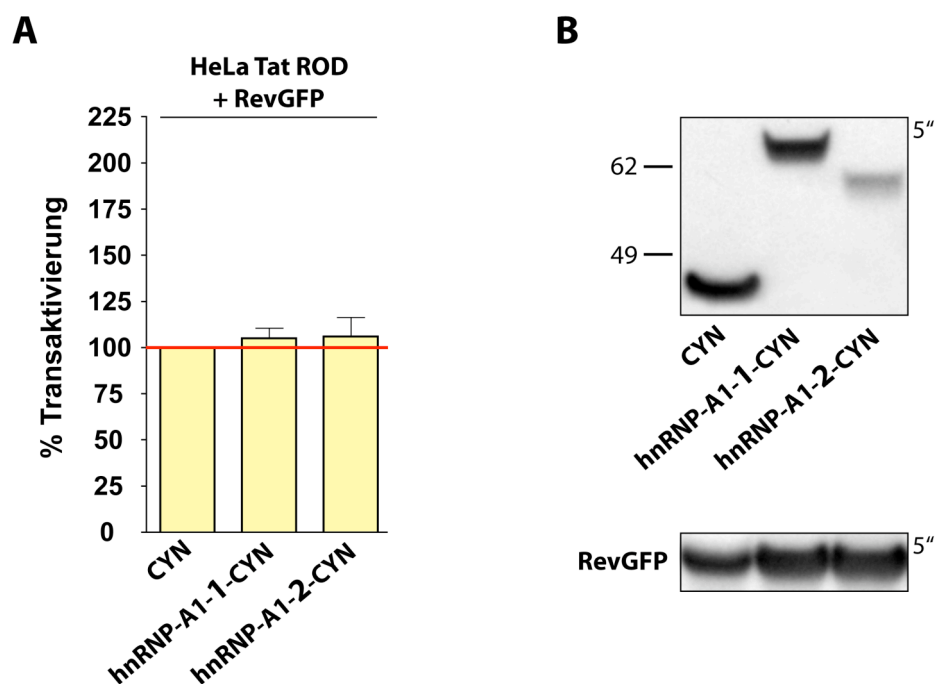 A
HeLa Tat ROD
+ RevGFP
% Transaktivierung
225
200
175
150
125
100
75
50
25
0
CYN
hnRNP-A1-1-CYN
hnRNP-A1-2-CYN
B
5“
62
49
CYN
hnRNP-A1-1-CYN
hnRNP-A1-2-CYN
RevGFP
5“